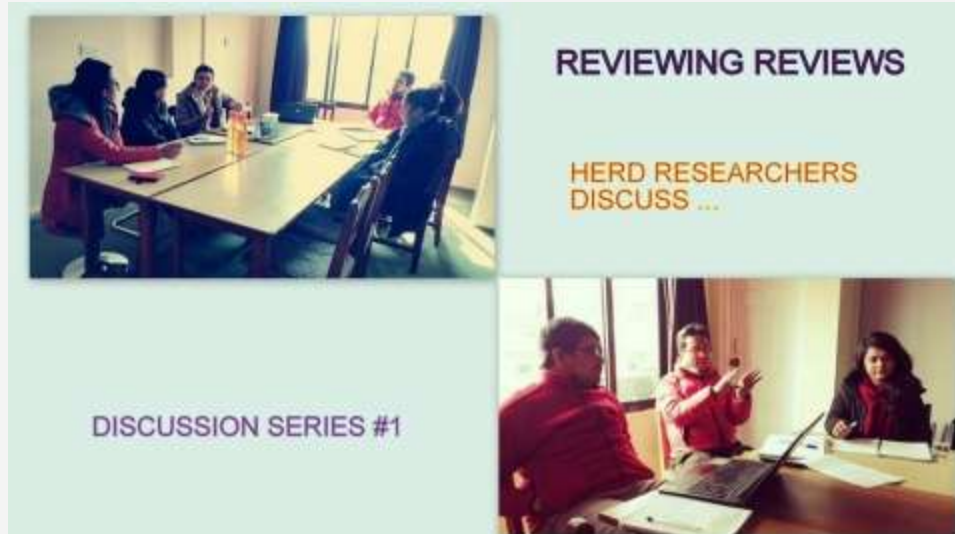 REVIEWING REVIEWS
HERD RESEARCHERS
DISCUSS ...
DISCUSSION SERIES #1